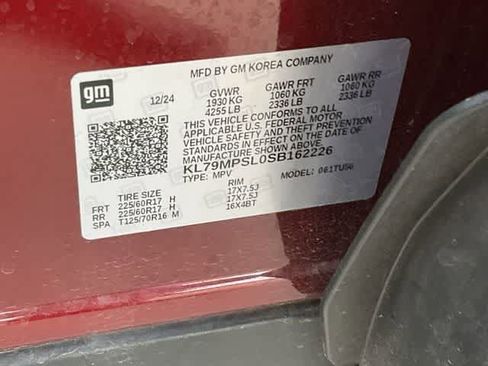 MFD BY GM KOREA COMPANY
gm
12/24 GVWR GAWR FRT GAWR RR
1930 KG 1060 KG 1060 KG
4255 LB 2336 LB 2336 LB
THIS VEHICLE CONFORMS TO ALL
APPLICABLE U.S. FEDERAL MOTOR
VEHICLE SAFETY AND THEFT PREVENTION
STANDARDS IN EFFECT ON THE DATE OF
MANUFACTURE SHOWN ABOVE.
KL79MPSL0SB162226
TYPE: MPV MODEL: 061TU56
TIRE SIZE RIM
FRT 225/60R17 H 17X7.5J
RR 225/60R17 H 17X7.5J
SPA T125/70R16 M 16X4BT